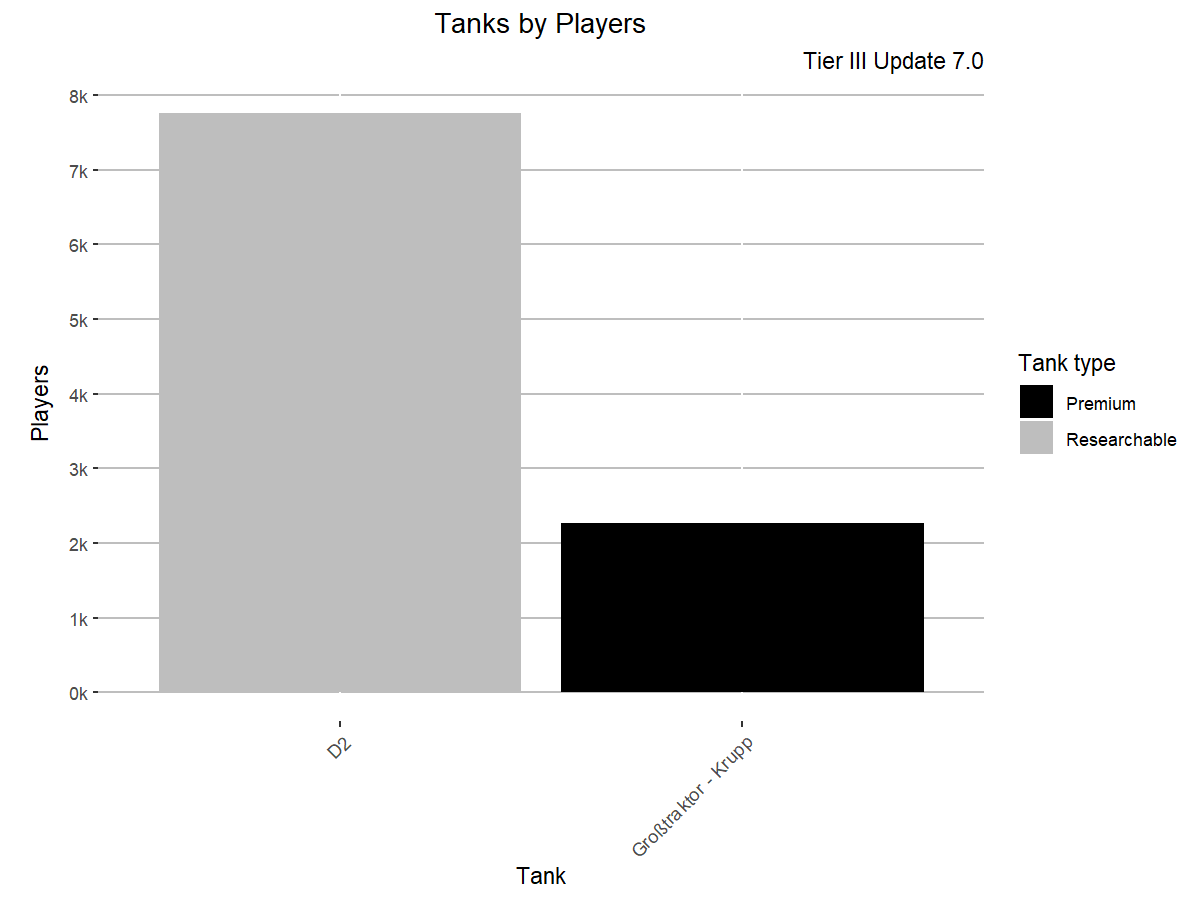 Tanks by Players
Tier III Update 7.0
8k
7k
6k
5k
4k
3k
2k
1k
0k
Players
D2
Großtraktor - Krupp
Tank
Tank type
Premium
Researchable